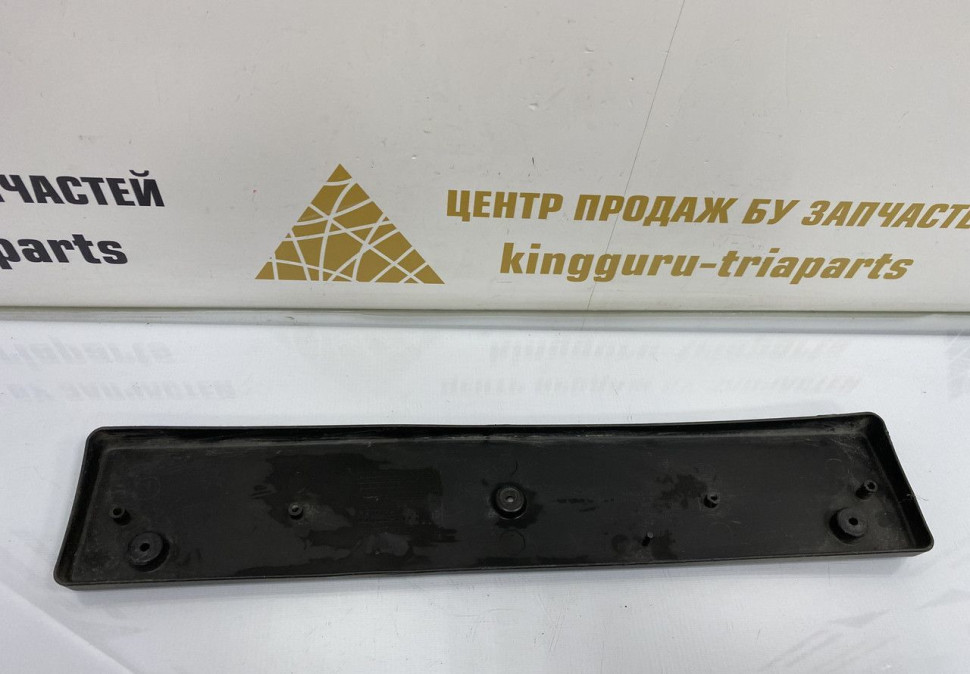 ЧАСТЕЙ
parts
ЦЕНТР ПРОДАЖ БУ ЗАПЧАСТЕ
kingguru-triaparts